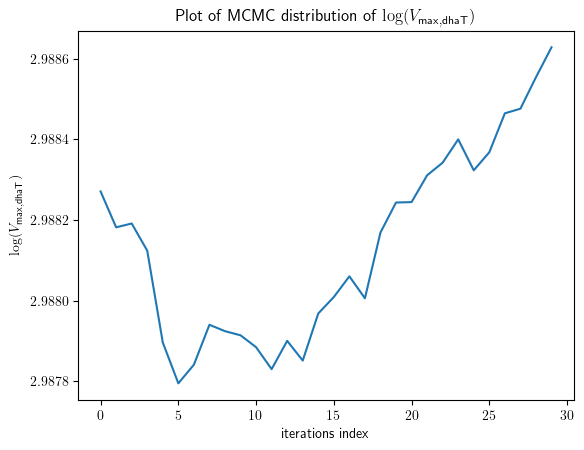 Plot of MCMC distribution of log(V_max,dhaT)
log(V_max,dhaT)
2.9886
2.9884
2.9882
2.9880
2.9878
0 5 10 15 20 25 30
iterations index